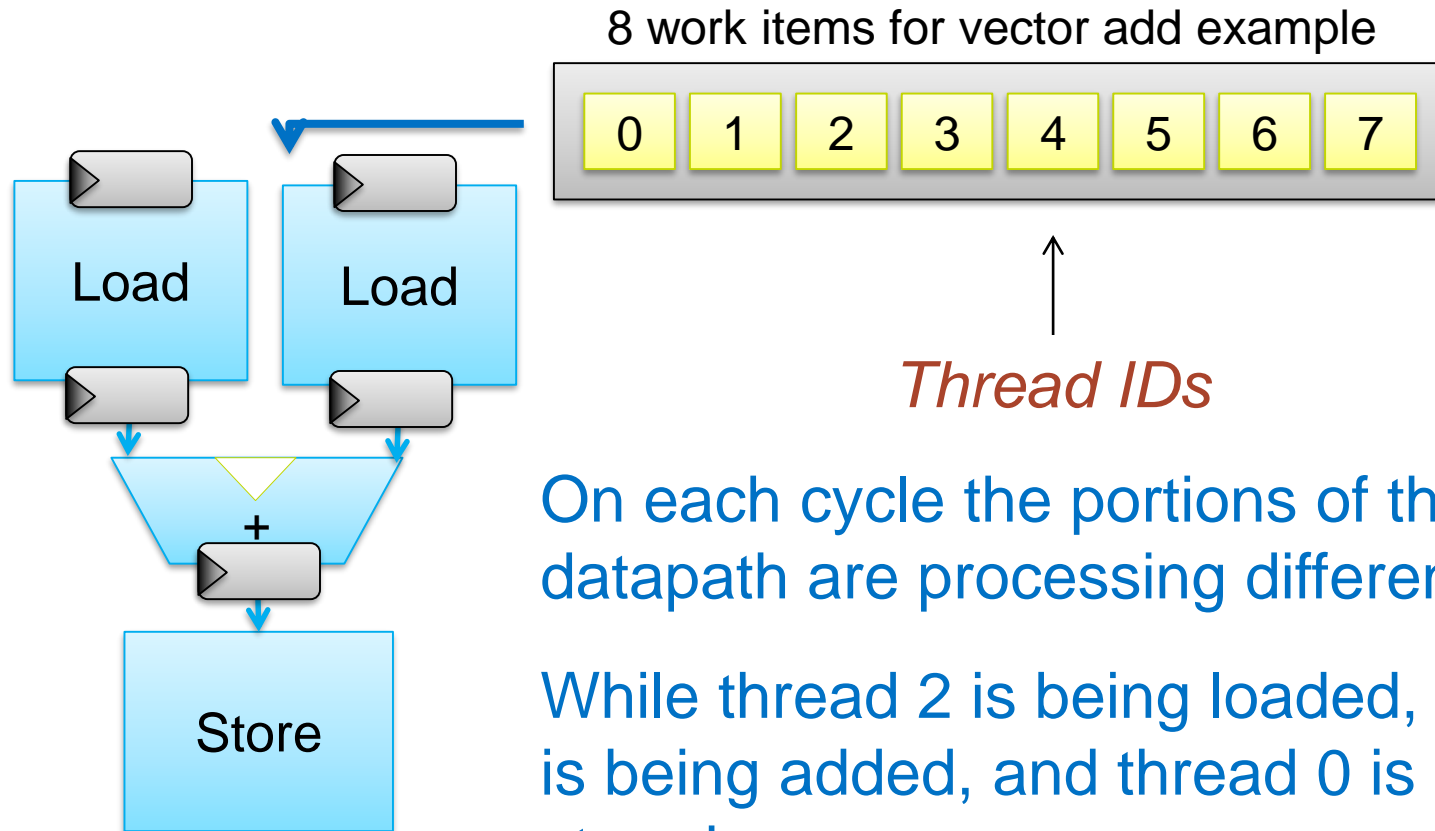 8 work items for vector add example
0 1 2 3 4 5 6 7
Load
Load
Thread IDs
+
On each cycle the portions of th
datapath are processing differen
While thread 2 is being loaded,
is being added, and thread 0 is
Store